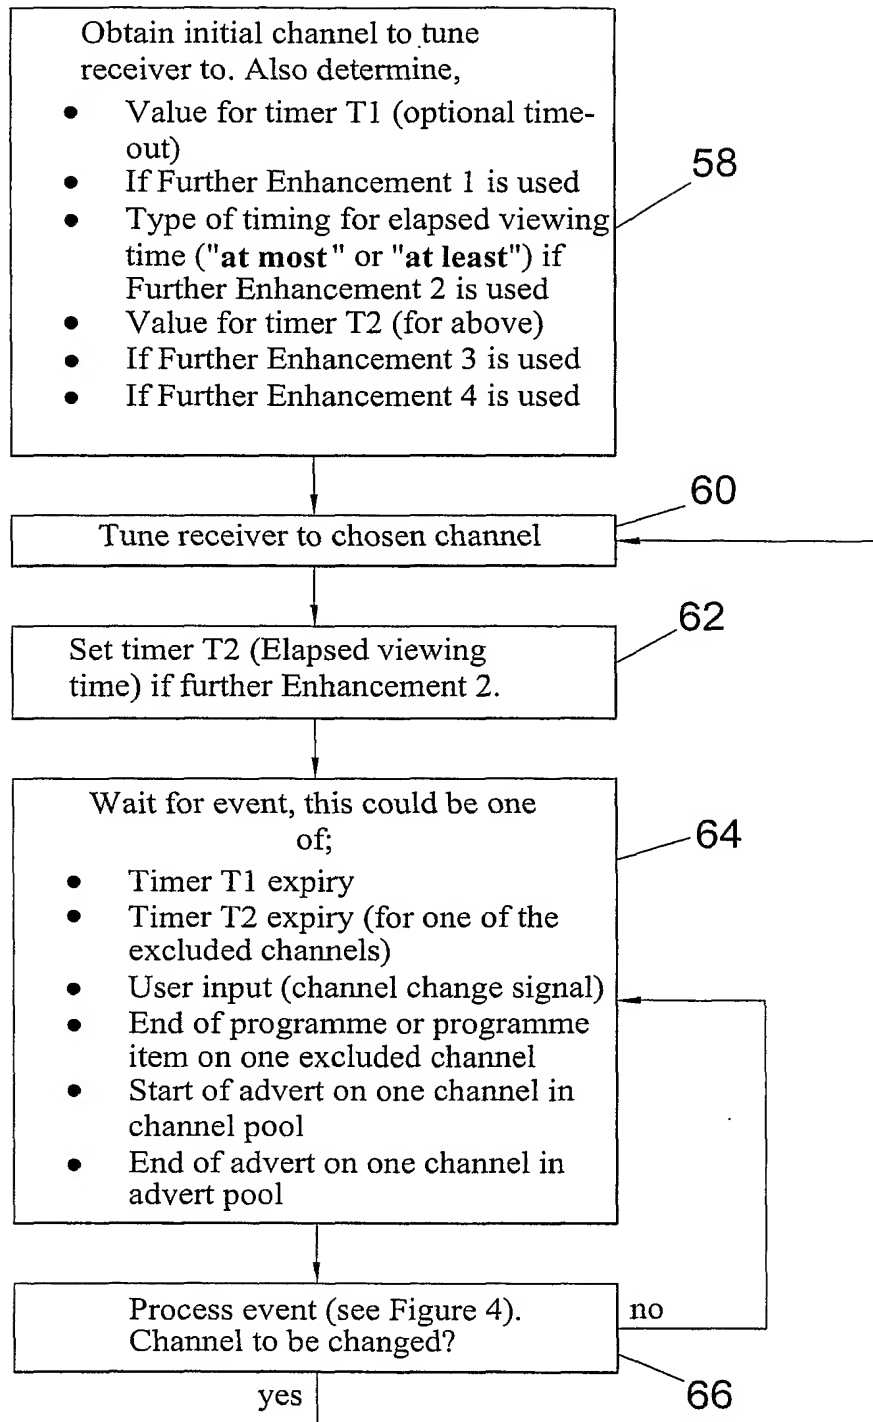 Obtain initial channel to tune
receiver to. Also determine,
• Value for timer T1 (optional time-
out)
• If Further Enhancement 1 is used
• Type of timing for elapsed viewing
time ("at most" or "at least") if
Further Enhancement 2 is used
• Value for timer T2 (for above)
• If Further Enhancement 3 is used
• If Further Enhancement 4 is used
58
60
Tune receiver to chosen channel
62
Set timer T2 (Elapsed viewing
time) if further Enhancement 2.
Wait for event, this could be one
of;
• Timer T1 expiry
• Timer T2 expiry (for one of the
excluded channels)
• User input (channel change signal)
• End of programme or programme
item on one excluded channel
• Start of advert on one channel in
channel pool
• End of advert on one channel in
advert pool
64
Process event (see Figure 4).
Channel to be changed?
no
66
yes